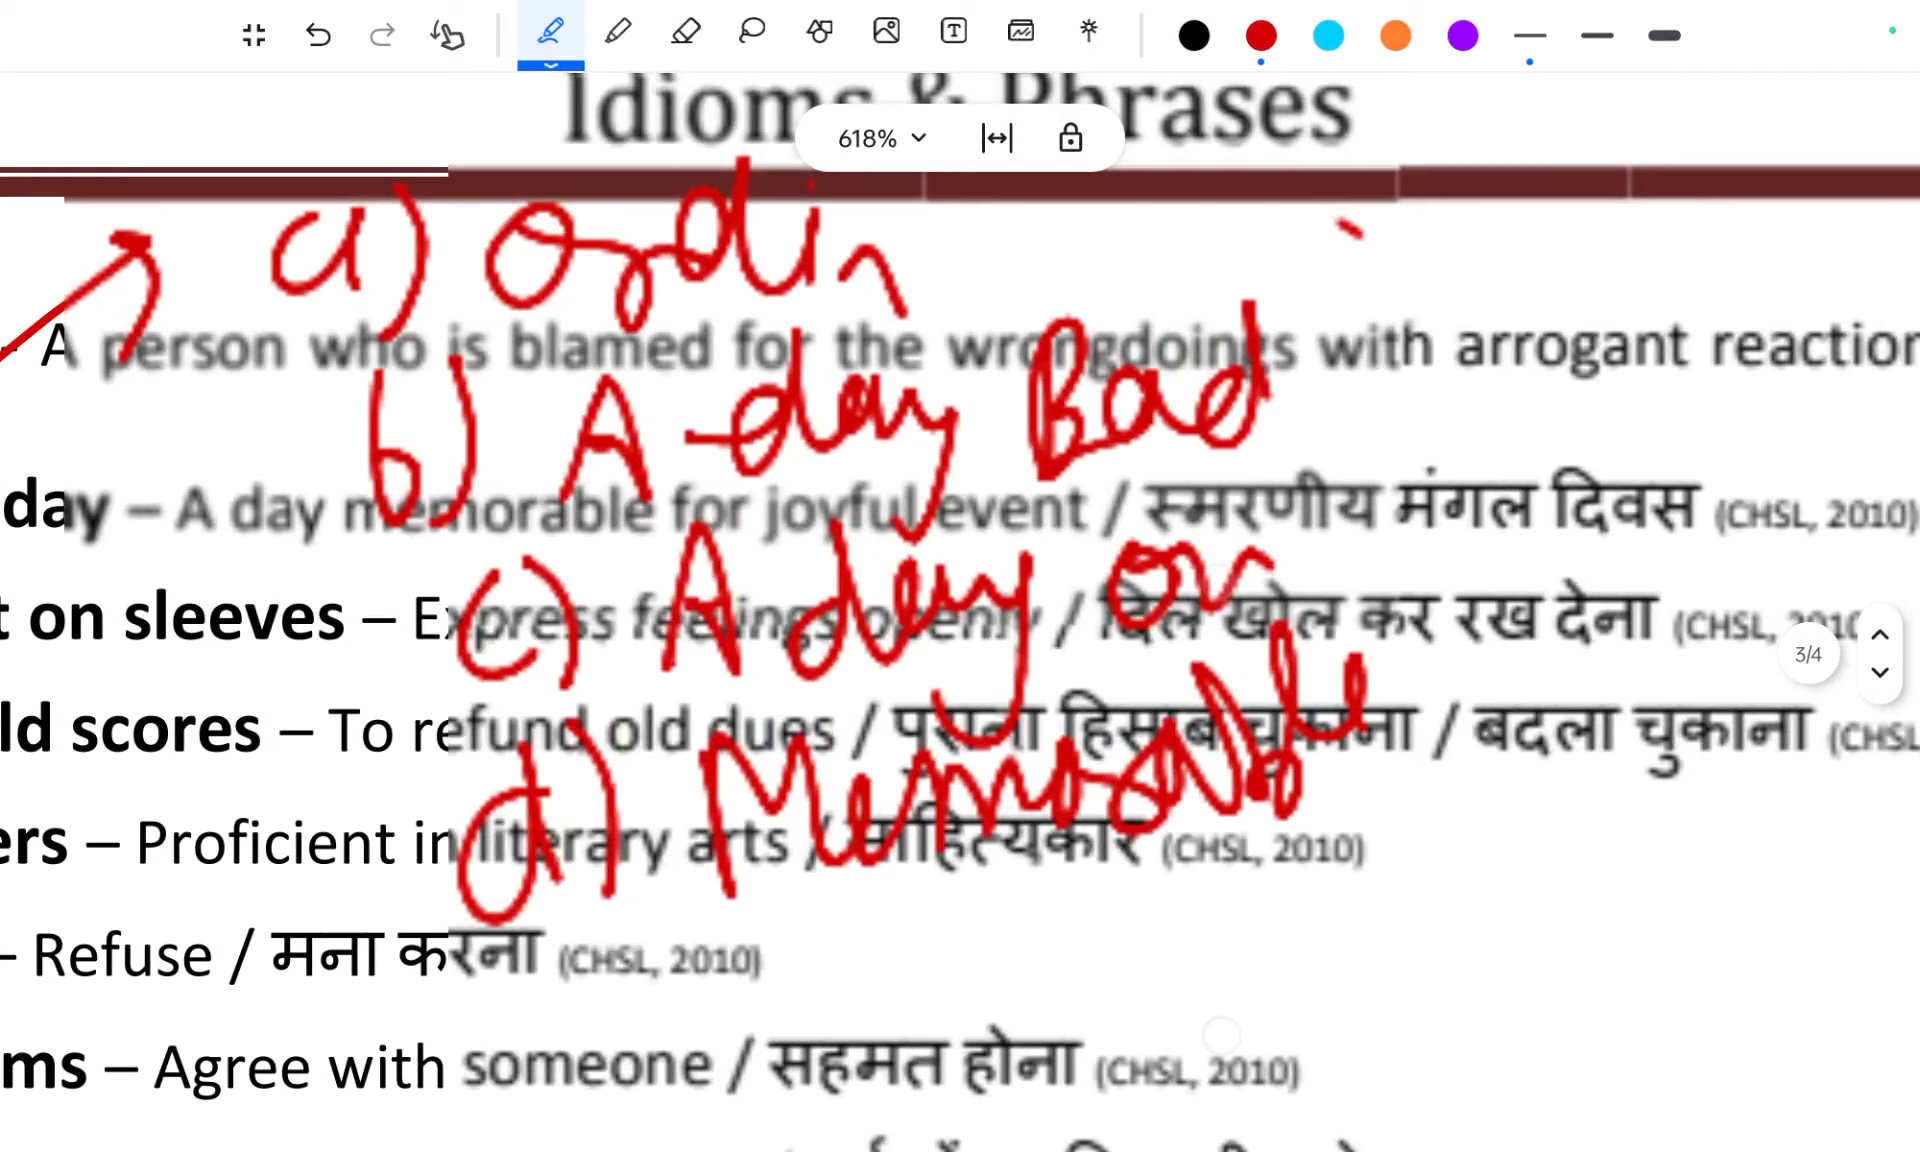 Idioms & Phrases
618%
a) Ordin
A person who is blamed for the wrongdoings with arrogant reaction
b) A day Bad
day – A day memorable for joyful event / स्मरणीय मंगल दिवस (CHSL, 2010)
c) A day on
t on sleeves – Express feelings openly / दिल खोल कर रख देना (CHSL, 2010
3/4
ld scores – To refund old dues / पुराना हिसाब चुकाना / बदला चुकाना (CHSL
d) Memorable
ers – Proficient in literary arts / साहित्यकार (CHSL, 2010)
– Refuse / मना करना (CHSL, 2010)
ms – Agree with someone / सहमत होना (CHSL, 2010)